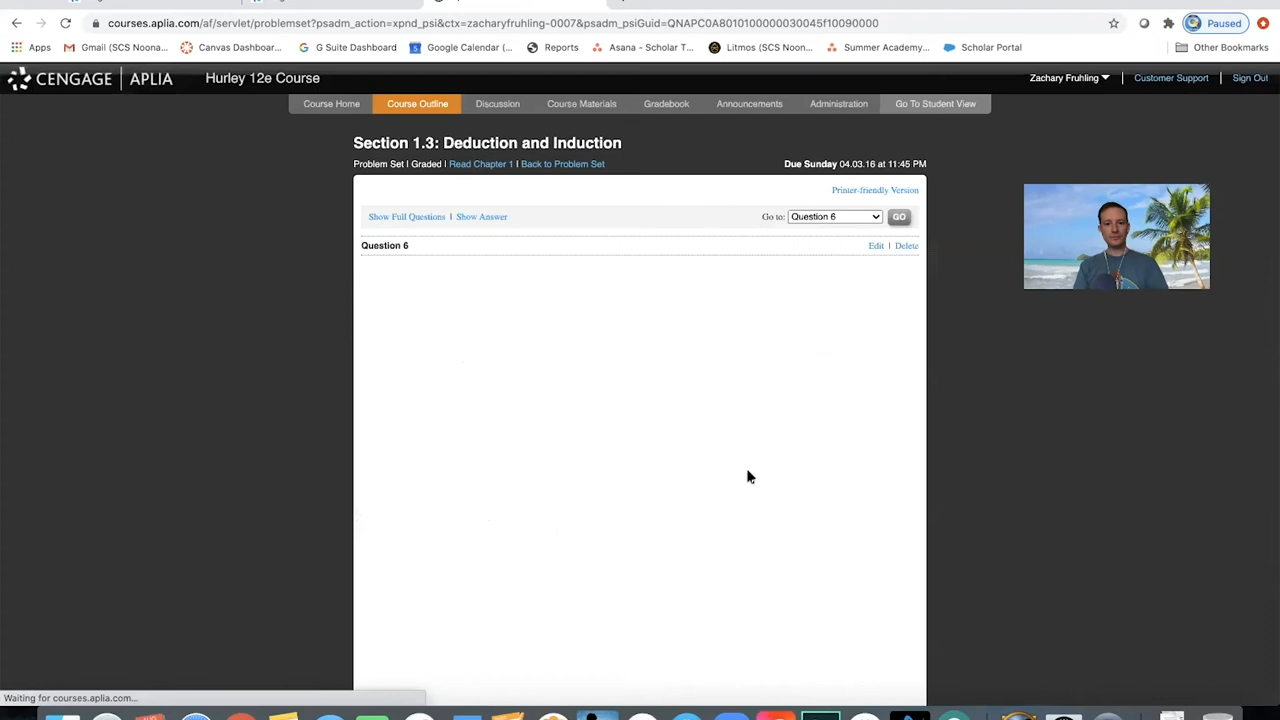 courses.aplia.com/af/servlet/problemset?psadm_action=xpnd_psi&ctx=zacharyfruhling-0007&psadm_psiGuid=QNAPC0A8010100000030045f10090000
Paused
Apps
Gmail (SCS Noona...
Canvas Dashboar...
G Suite Dashboard
Google Calendar (...
Reports
Asana - Scholar T...
Litmos (SCS Noon...
Summer Academy...
Scholar Portal
Other Bookmarks
CENGAGE | APLIA
Hurley 12e Course
Zachary Fruhling
Customer Support
Sign Out
Course Home
Course Outline
Discussion
Course Materials
Gradebook
Announcements
Administration
Go To Student View
Section 1.3: Deduction and Induction
Problem Set | Graded | Read Chapter 1 | Back to Problem Set
Due Sunday 04.03.16 at 11:45 PM
Printer-friendly Version
Show Full Questions | Show Answer
Go to: Question 6 GO
Question 6
Edit | Delete
Waiting for courses.aplia.com...